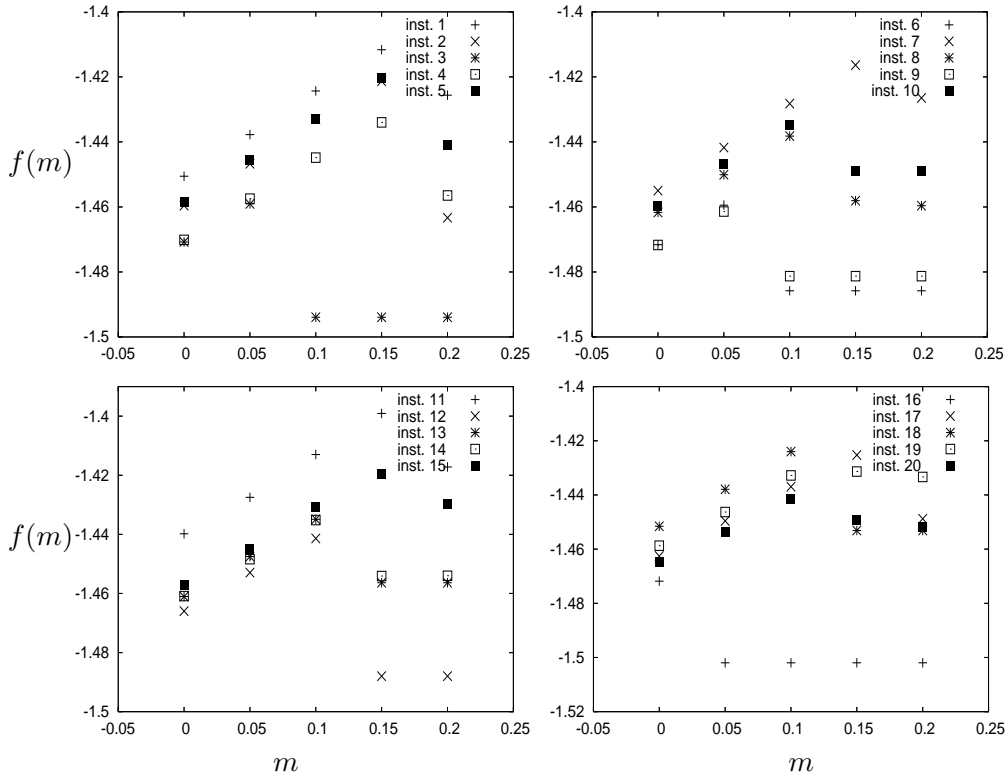 -1.4
-1.42
-1.44
-1.46
-1.48
-1.5
-0.05 0 0.05 0.1 0.15 0.2 0.25
inst. 1
inst. 2
inst. 3
inst. 4
inst. 5
f(m)
-1.4
-1.42
-1.44
-1.46
-1.48
-1.5
-0.05 0 0.05 0.1 0.15 0.2 0.25
inst. 6
inst. 7
inst. 8
inst. 9
inst. 10
-1.4
-1.42
-1.44
-1.46
-1.48
-1.5
-0.05 0 0.05 0.1 0.15 0.2 0.25
inst. 11
inst. 12
inst. 13
inst. 14
inst. 15
f(m)
m
-1.4
-1.42
-1.44
-1.46
-1.48
-1.5
-1.52
-0.05 0 0.05 0.1 0.15 0.2 0.25
inst. 16
inst. 17
inst. 18
inst. 19
inst. 20
m